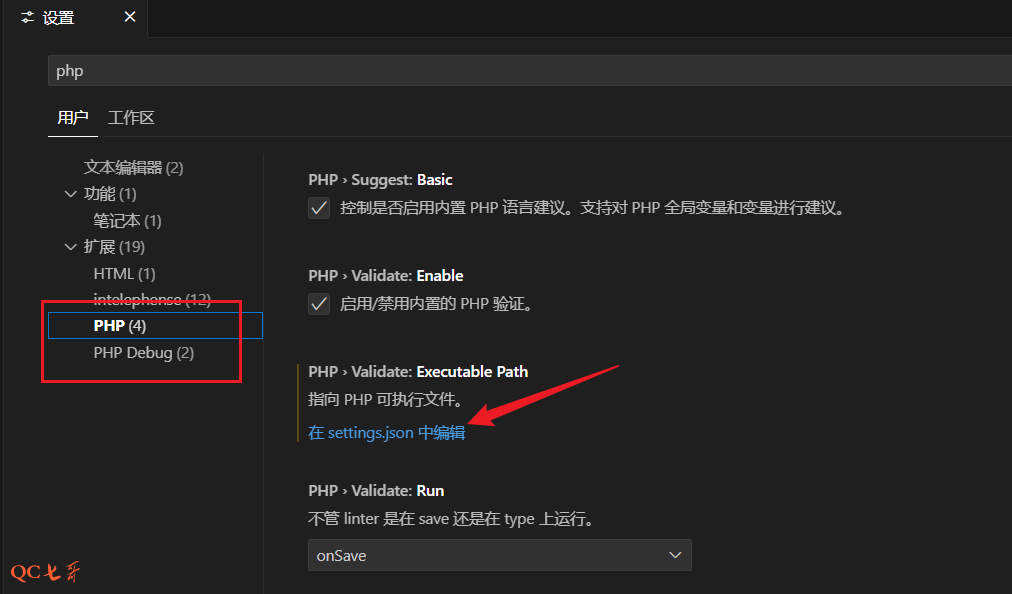 设置
php
用户 工作区
文本编辑器 (2)
功能 (1)
笔记本 (1)
扩展 (19)
HTML (1)
intelephense (12)
PHP (4)
PHP Debug (2)
PHP › Suggest: Basic
控制是否启用内置 PHP 语言建议。支持对 PHP 全局变量和变量进行建议。
PHP › Validate: Enable
启用/禁用内置的 PHP 验证。
PHP › Validate: Executable Path
指向 PHP 可执行文件。
在 settings.json 中编辑
PHP › Validate: Run
不管 linter 是在 save 还是在 type 上运行。
onSave
QC七哥